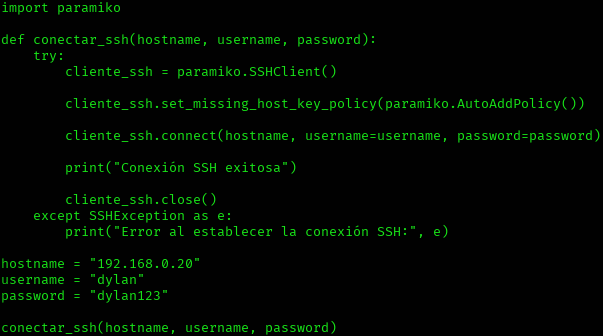 import paramiko

def conectar_ssh(hostname, username, password):
    try:
        cliente_ssh = paramiko.SSHClient()

        cliente_ssh.set_missing_host_key_policy(paramiko.AutoAddPolicy())

        cliente_ssh.connect(hostname, username=username, password=password)

        print("Conexión SSH exitosa")

        cliente_ssh.close()
    except SSHException as e:
        print("Error al establecer la conexión SSH:", e)

hostname = "192.168.0.20"
username = "dylan"
password = "dylan123"

conectar_ssh(hostname, username, password)